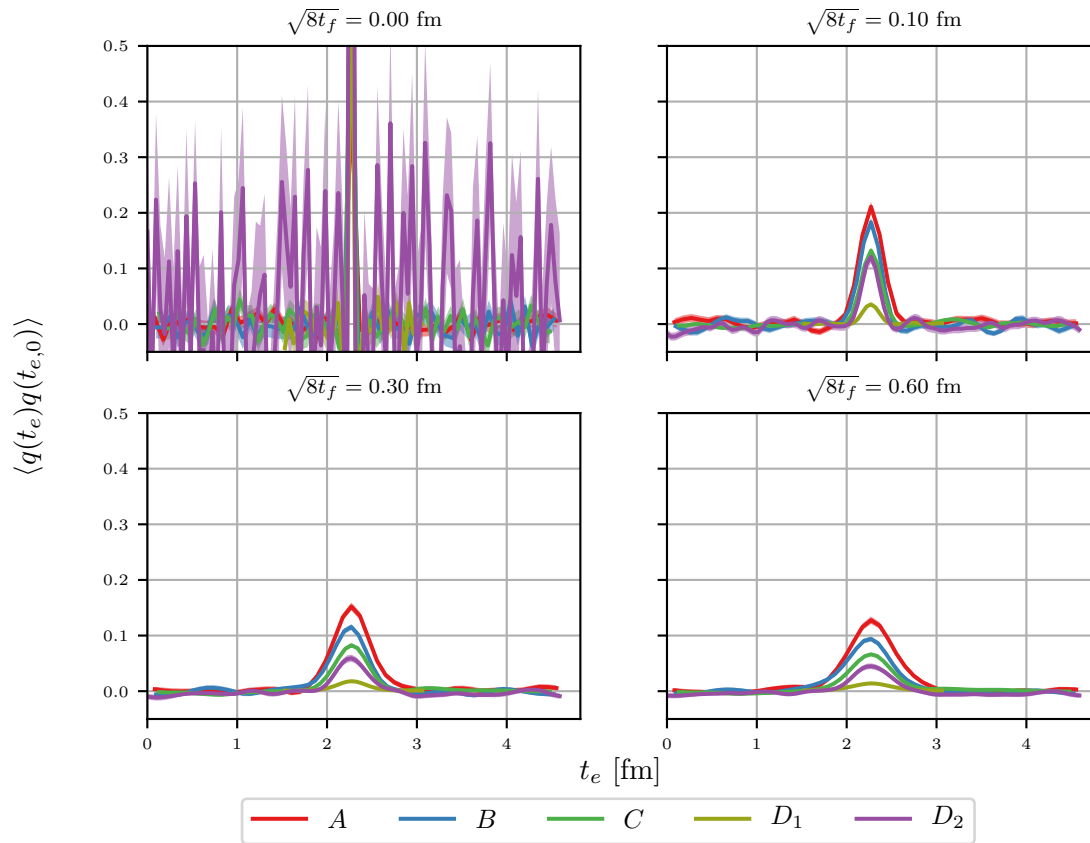 √8t_f = 0.00 fm
√8t_f = 0.10 fm
0.5
0.4
0.3
0.2
0.1
0.0
√8t_f = 0.30 fm
√8t_f = 0.60 fm
0.5
0.4
0.3
0.2
0.1
0.0
0 1 2 3 4
0 1 2 3 4
⟨q(t_e)q(t_{e,0})⟩
t_e [fm]
A B C D_1 D_2